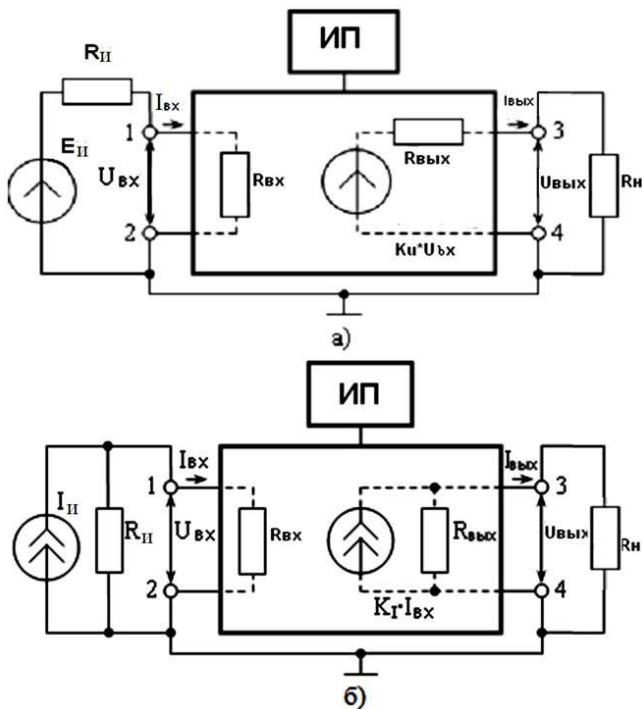 ИП
RИ
Iвх
Iвых
1
3
EИ
Rвых
Uвх
Rвх
Uвых
Rн
2
4
Ku*Uьх
а)
ИП
IВХ
Iвых
1
3
IИ
RИ
UВХ
Rвх
Rвых
Uвых
Rн
2
4
KI·IВХ
б)